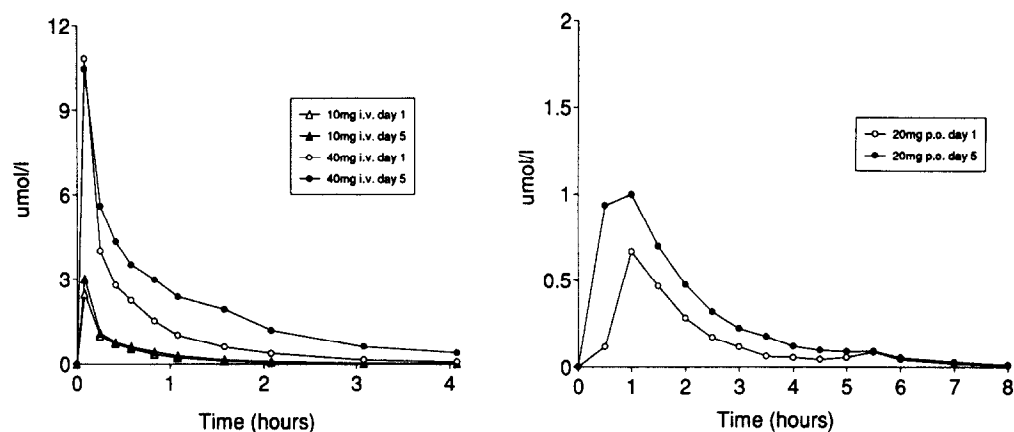 12
9
6
3
0
umol/l
10mg i.v. day 1
10mg i.v. day 5
40mg i.v. day 1
40mg i.v. day 5
0 1 2 3 4
Time (hours)
2
1.5
1
0.5
0
umol/l
20mg p.o. day 1
20mg p.o. day 5
0 1 2 3 4 5 6 7 8
Time (hours)